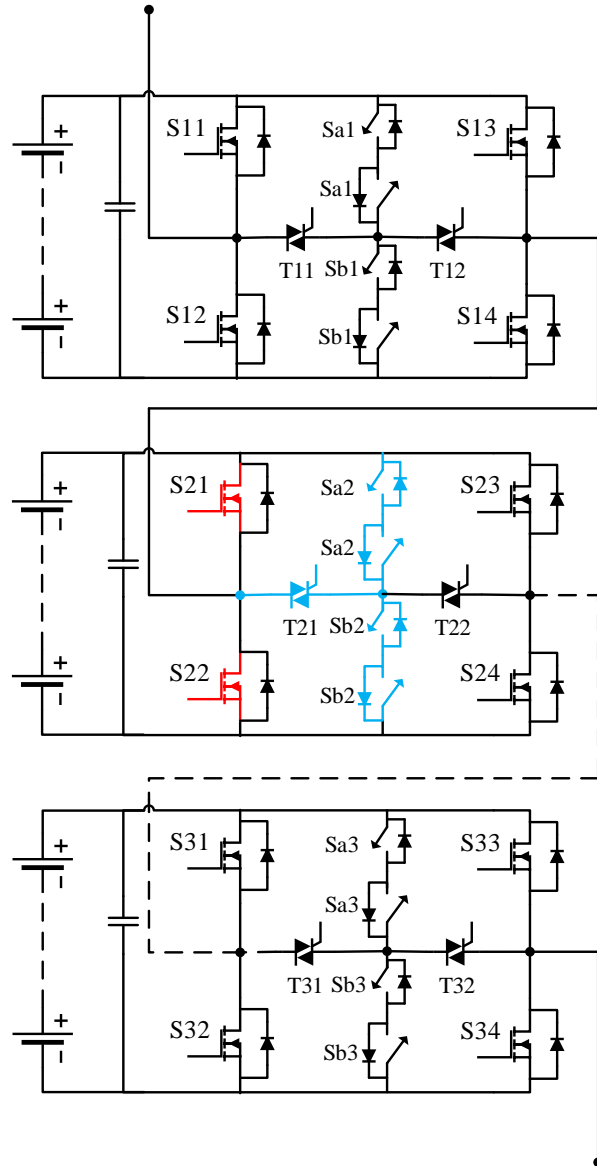 +
S11
Sa1
S13
–
Sa1
T11
Sb1
T12
+
S12
S14
–
Sb1
+
S21
Sa2
S23
–
Sa2
T21
Sb2
T22
+
S22
S24
–
Sb2
+
S31
Sa3
S33
–
Sa3
T31
Sb3
T32
+
S32
S34
–
Sb3